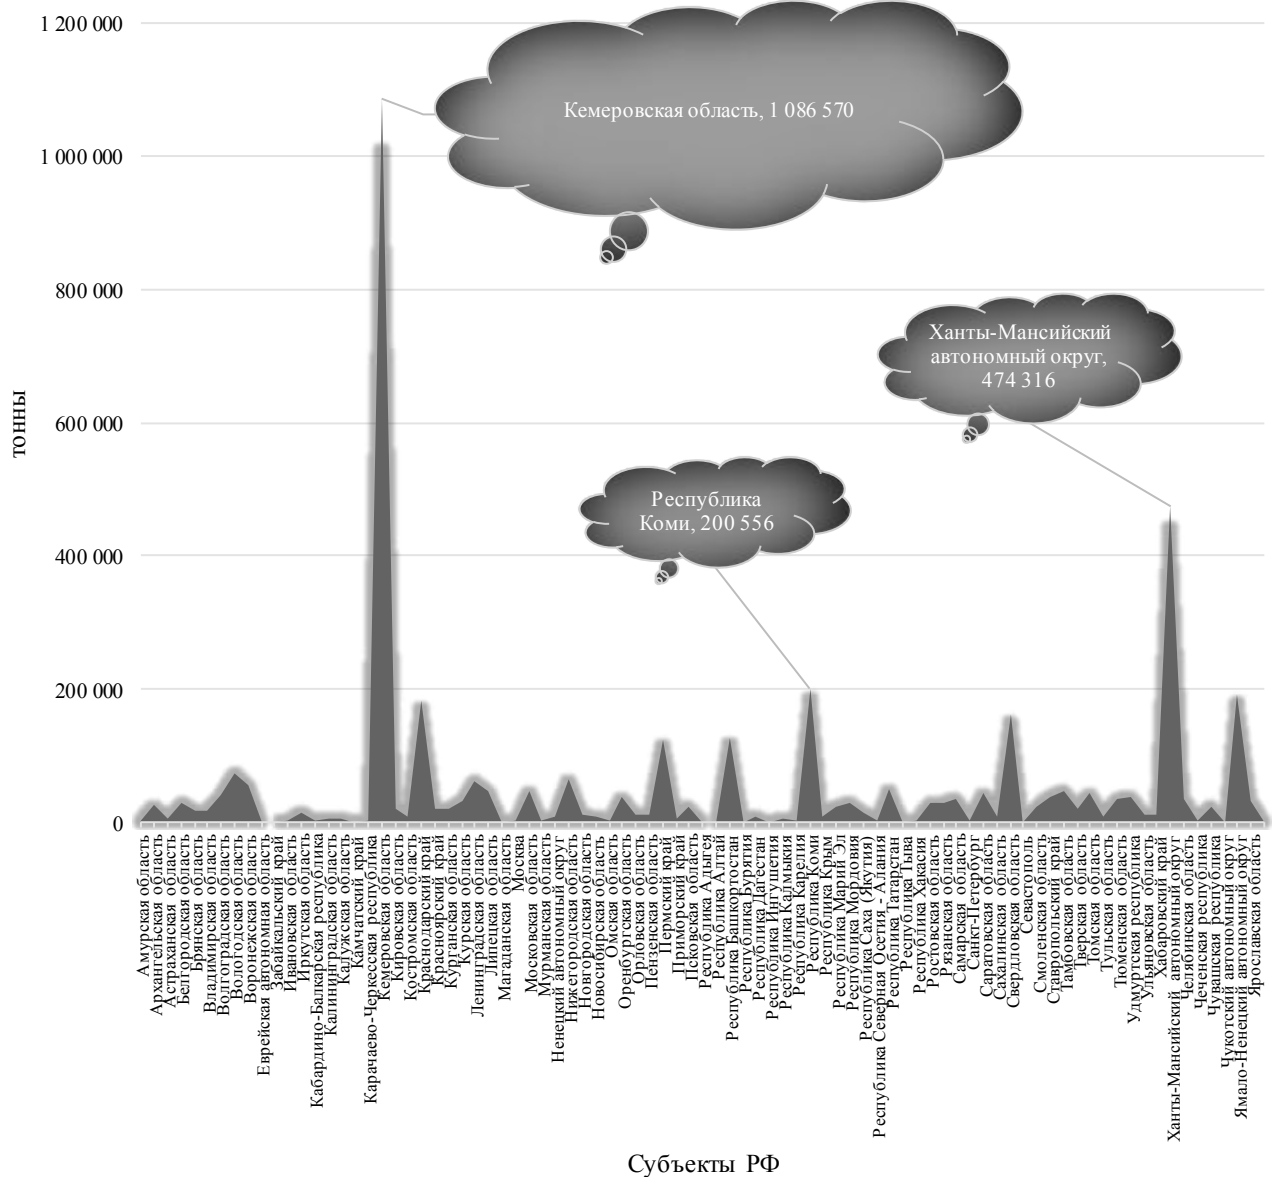 1 200 000
1 000 000
800 000
600 000
400 000
200 000
0
тонны
Кемеровская область, 1 086 570
Ханты-Мансийский
автономный округ,
474 316
Республика
Коми, 200 556
Амурская область
Архангельская область
Астраханская область
Белгородская область
Брянская область
Владимирская область
Волгоградская область
Вологодская область
Воронежская область
Еврейская автономная область
Забайкальский край
Ивановская область
Иркутская область
Кабардино-Балкарская республика
Калининградская область
Калужская область
Камчатский край
Карачаево-Черкесская республика
Кемеровская область
Кировская область
Костромская область
Краснодарский край
Красноярский край
Курганская область
Курская область
Ленинградская область
Липецкая область
Магаданская область
Москва
Московская область
Мурманская область
Ненецкий автономный округ
Нижегородская область
Новгородская область
Новосибирская область
Омская область
Оренбургская область
Орловская область
Пензенская область
Пермский край
Приморский край
Псковская область
Республика Адыгея
Республика Алтай
Республика Башкортостан
Республика Бурятия
Республика Дагестан
Республика Ингушетия
Республика Калмыкия
Республика Карелия
Республика Коми
Республика Крым
Республика Марий Эл
Республика Мордовия
Республика Саха (Якутия)
Республика Северная Осетия - Алания
Республика Татарстан
Республика Тыва
Республика Хакасия
Ростовская область
Рязанская область
Самарская область
Санкт-Петербург
Саратовская область
Сахалинская область
Свердловская область
Севастополь
Смоленская область
Ставропольский край
Тамбовская область
Тверская область
Томская область
Тульская область
Тюменская область
Удмуртская республика
Ульяновская область
Хабаровский край
Ханты-Мансийский автономный округ
Челябинская область
Чеченская республика
Чувашская республика
Чукотский автономный округ
Ямало-Ненецкий автономный округ
Ярославская область
Субъекты РФ